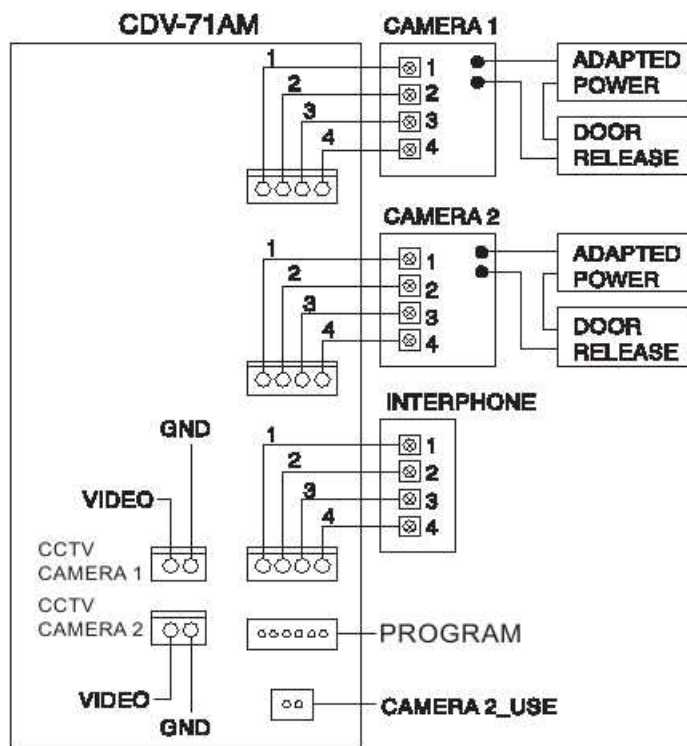 CDV-71AM
CAMERA 1
1
2
3
4
1
2
3
4
ADAPTED
POWER
DOOR
RELEASE
CAMERA 2
1
2
3
4
1
2
3
4
ADAPTED
POWER
DOOR
RELEASE
INTERPHONE
1
2
3
4
1
2
3
4
GND
VIDEO
CCTV
CAMERA 1
CCTV
CAMERA 2
VIDEO
GND
PROGRAM
CAMERA 2_USE